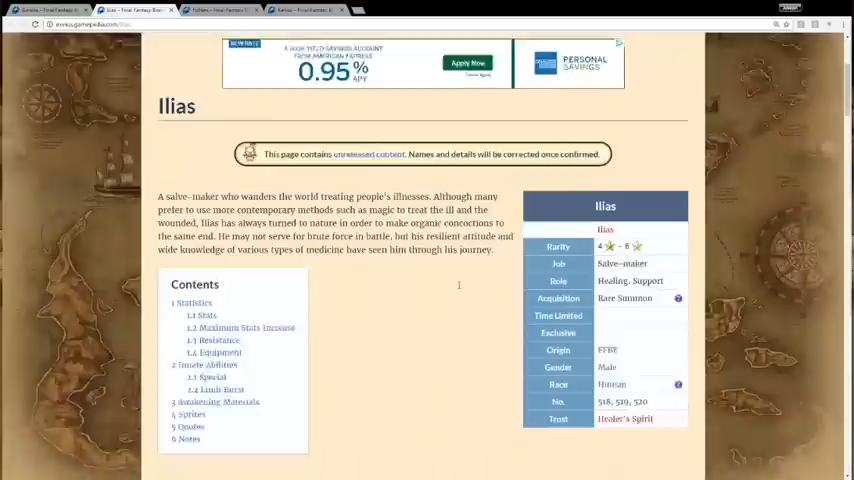 exvius.gamepedia.com/Ilias
A HIGH YIELD SAVINGS ACCOUNT
FROM AMERICAN EXPRESS
0.95% APY
Apply Now
PERSONAL
SAVINGS
Ilias
This page contains unreleased content. Names and details will be corrected once confirmed.
A salve-maker who wanders the world treating people's illnesses. Although many
prefer to use more contemporary methods such as magic to treat the ill and the
wounded, Ilias has always turned to nature in order to make organic concoctions to
the same end. He may not serve for brute force in battle, but his resilient attitude and
wide knowledge of various types of medicine have seen him through his journey.
Contents
1 Statistics
1.1 Stats
1.2 Maximum Stats Increase
1.3 Resistance
1.4 Equipment
2 Innate Abilities
2.1 Special
2.2 Limit Burst
3 Awakening Materials
4 Sprites
5 Quotes
6 Notes
Ilias
Ilias
Rarity 4 - 6
Job Salve-maker
Role Healing, Support
Acquisition Rare Summon
Time Limited
Exclusive
Origin FFBE
Gender Male
Race Human
No. 518, 519, 520
Trust Healer's Spirit